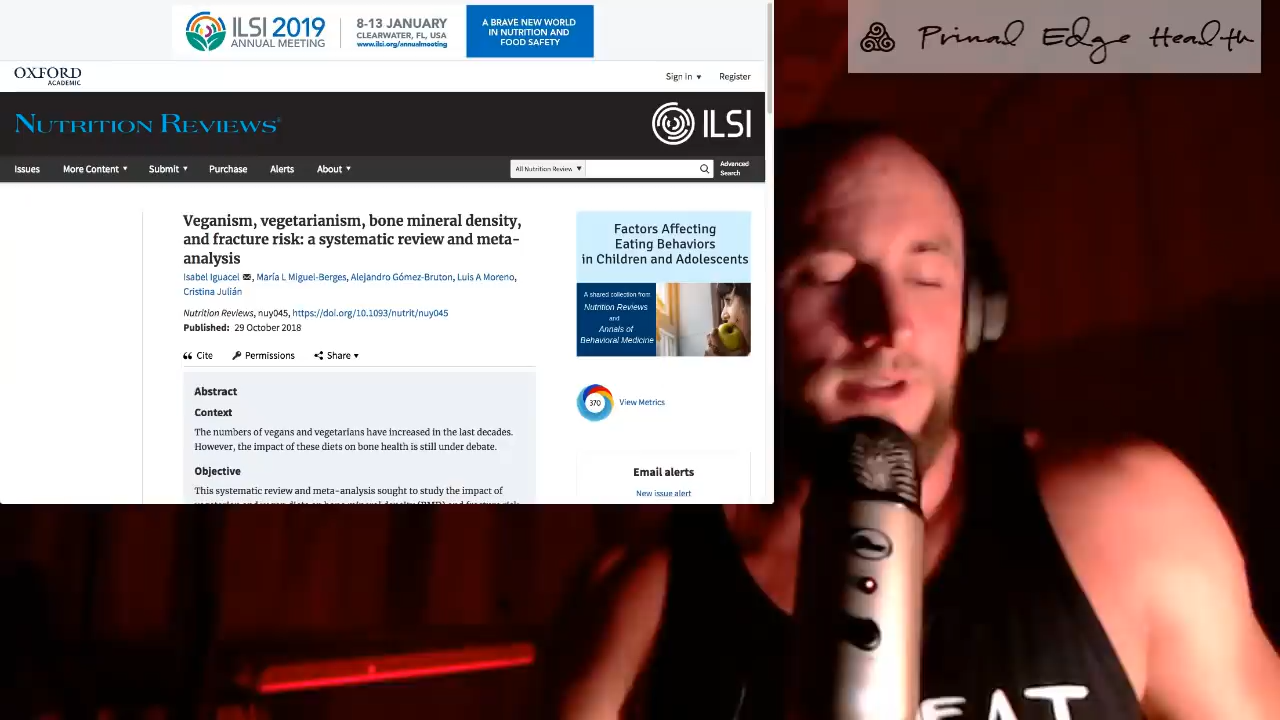 ILSI 2019
ANNUAL MEETING
8-13 JANUARY
CLEARWATER, FL, USA
www.ilsi.org/annualmeeting
A BRAVE NEW WORLD
IN NUTRITION AND
FOOD SAFETY
Primal Edge Health
OXFORD
ACADEMIC
Sign In ▼ Register
NUTRITION REVIEWS®
ILSI
Issues More Content ▼ Submit ▼ Purchase Alerts About ▼
All Nutrition Review ▼
Advanced
Search
Veganism, vegetarianism, bone mineral density,
and fracture risk: a systematic review and meta-
analysis
Isabel Iguacel ✉, María L Miguel-Berges, Alejandro Gómez-Bruton, Luis A Moreno,
Cristina Julián
Nutrition Reviews, nuy045, https://doi.org/10.1093/nutrit/nuy045
Published: 29 October 2018
Cite Permissions Share ▼
Abstract
Context
The numbers of vegans and vegetarians have increased in the last decades.
However, the impact of these diets on bone health is still under debate.
Objective
This systematic review and meta-analysis sought to study the impact of
Factors Affecting
Eating Behaviors
in Children and Adolescents
A shared collection from
Nutrition Reviews
and
Annals of
Behavioral Medicine
370
View Metrics
Email alerts
New issue alert
EAT